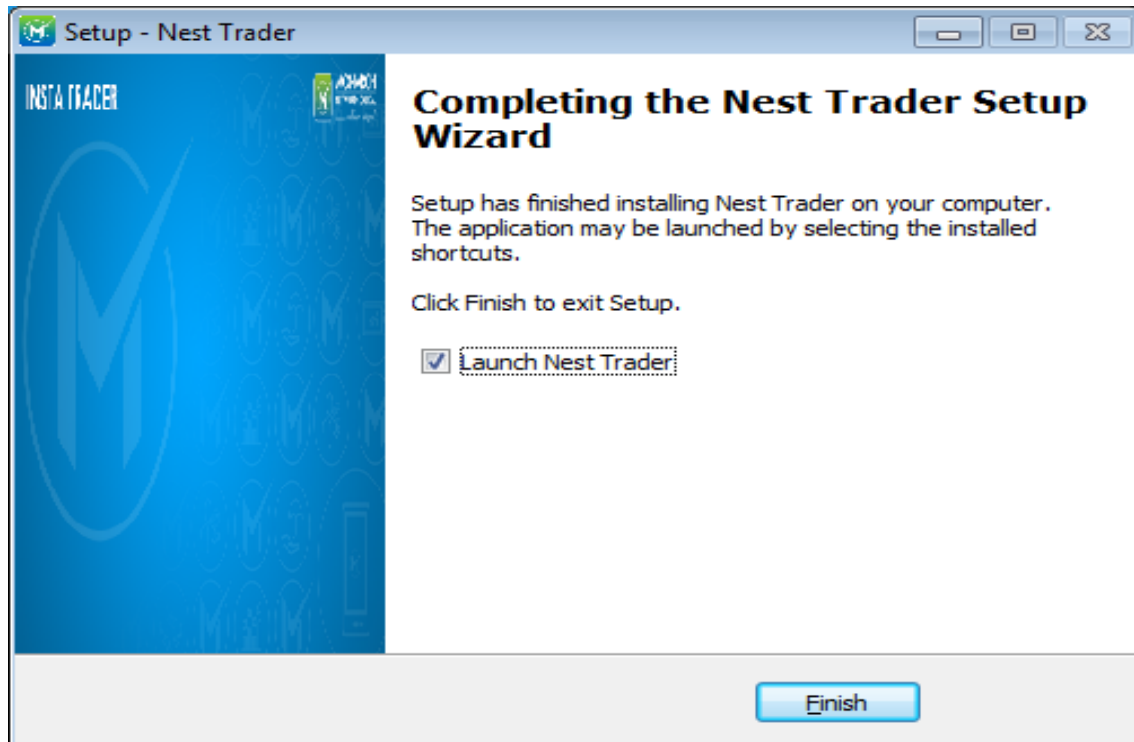 Setup - Nest Trader
INSTA TRADER
Completing the Nest Trader Setup
Wizard
Setup has finished installing Nest Trader on your computer.
The application may be launched by selecting the installed
shortcuts.
Click Finish to exit Setup.
Launch Nest Trader
Finish